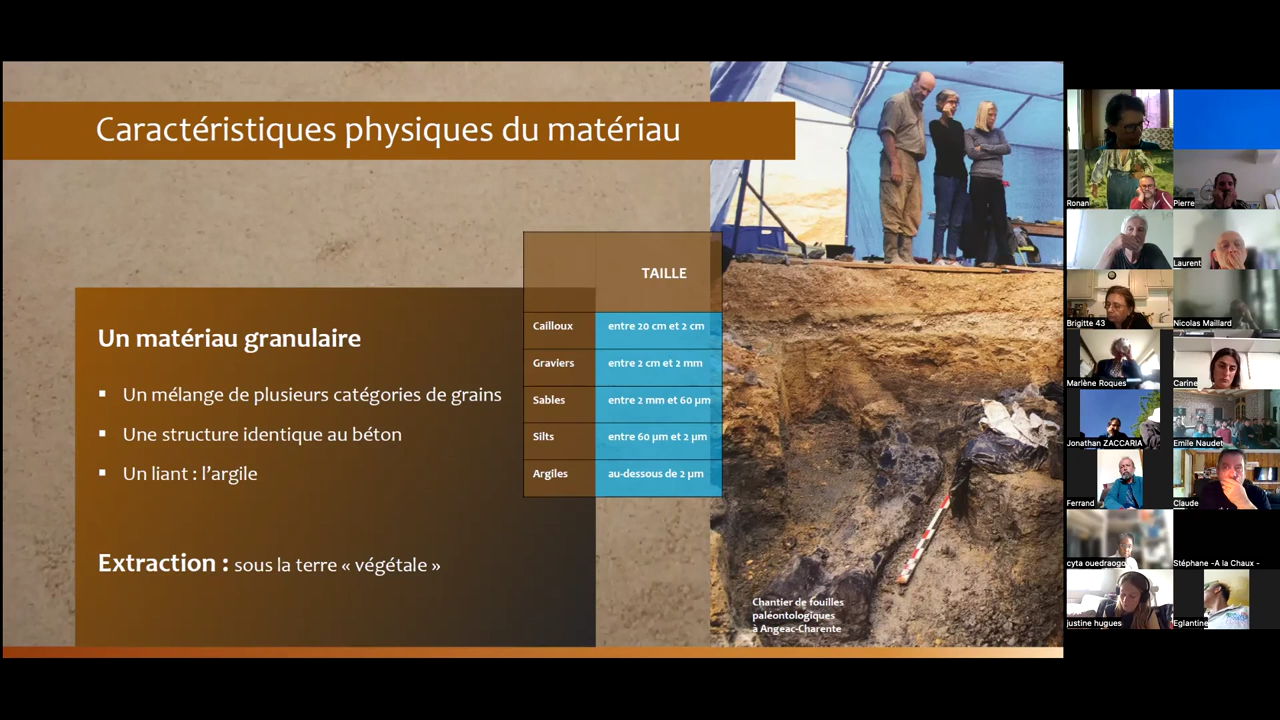 Caractéristiques physiques du matériau
Un matériau granulaire
▪ Un mélange de plusieurs catégories de grains
▪ Une structure identique au béton
▪ Un liant : l’argile
Extraction : sous la terre « végétale »
TAILLE
Cailloux entre 20 cm et 2 cm
Graviers entre 2 cm et 2 mm
Sables entre 2 mm et 60 µm
Silts entre 60 µm et 2 µm
Argiles au-dessous de 2 µm
Chantier de fouilles
paléontologiques
à Angeac-Charente
Ronan
Pierre
Laurent
Brigitte 43
Nicolas Maillard
Marlène Roques
Carine
Jonathan ZACCARIA
Emile Naudet
Ferrand
Claude
cyta ouedraogo
Stéphane -A la Chaux -
justine hugues
Eglantine